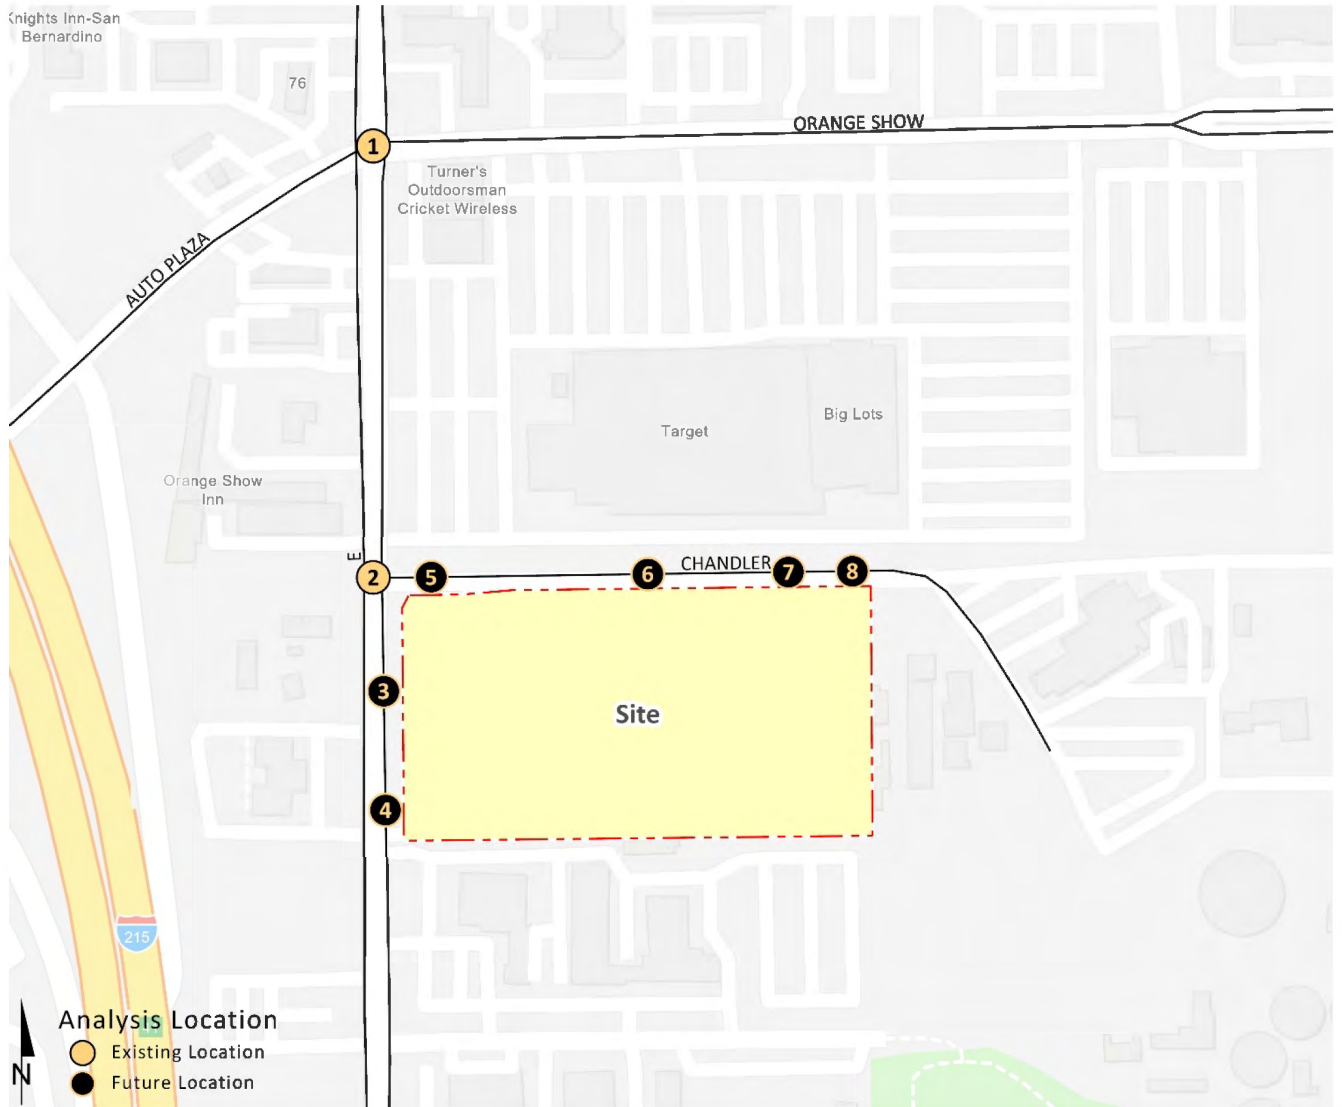 Knights Inn-San
Bernardino
76
1
ORANGE SHOW
Turner's
Outdoorsman
Cricket Wireless
AUTO PLAZA
Target
Big Lots
Orange Show
Inn
E
2
5
6
CHANDLER
7
8
3
Site
4
215
Analysis Location
Existing Location
Future Location
N